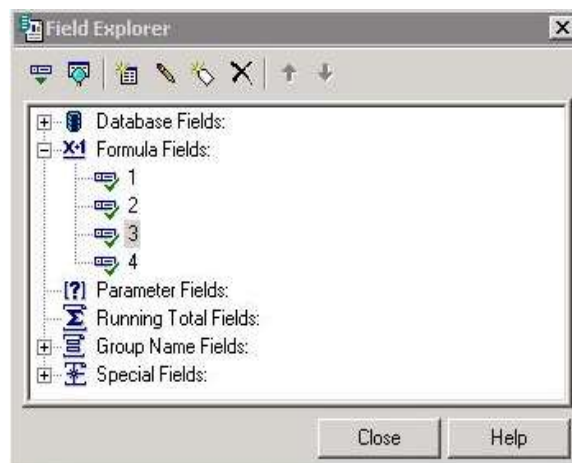 Field Explorer
Database Fields:
X+1 Formula Fields:
1
2
3
4
[?] Parameter Fields:
Σ Running Total Fields:
Group Name Fields:
Special Fields:
Close Help